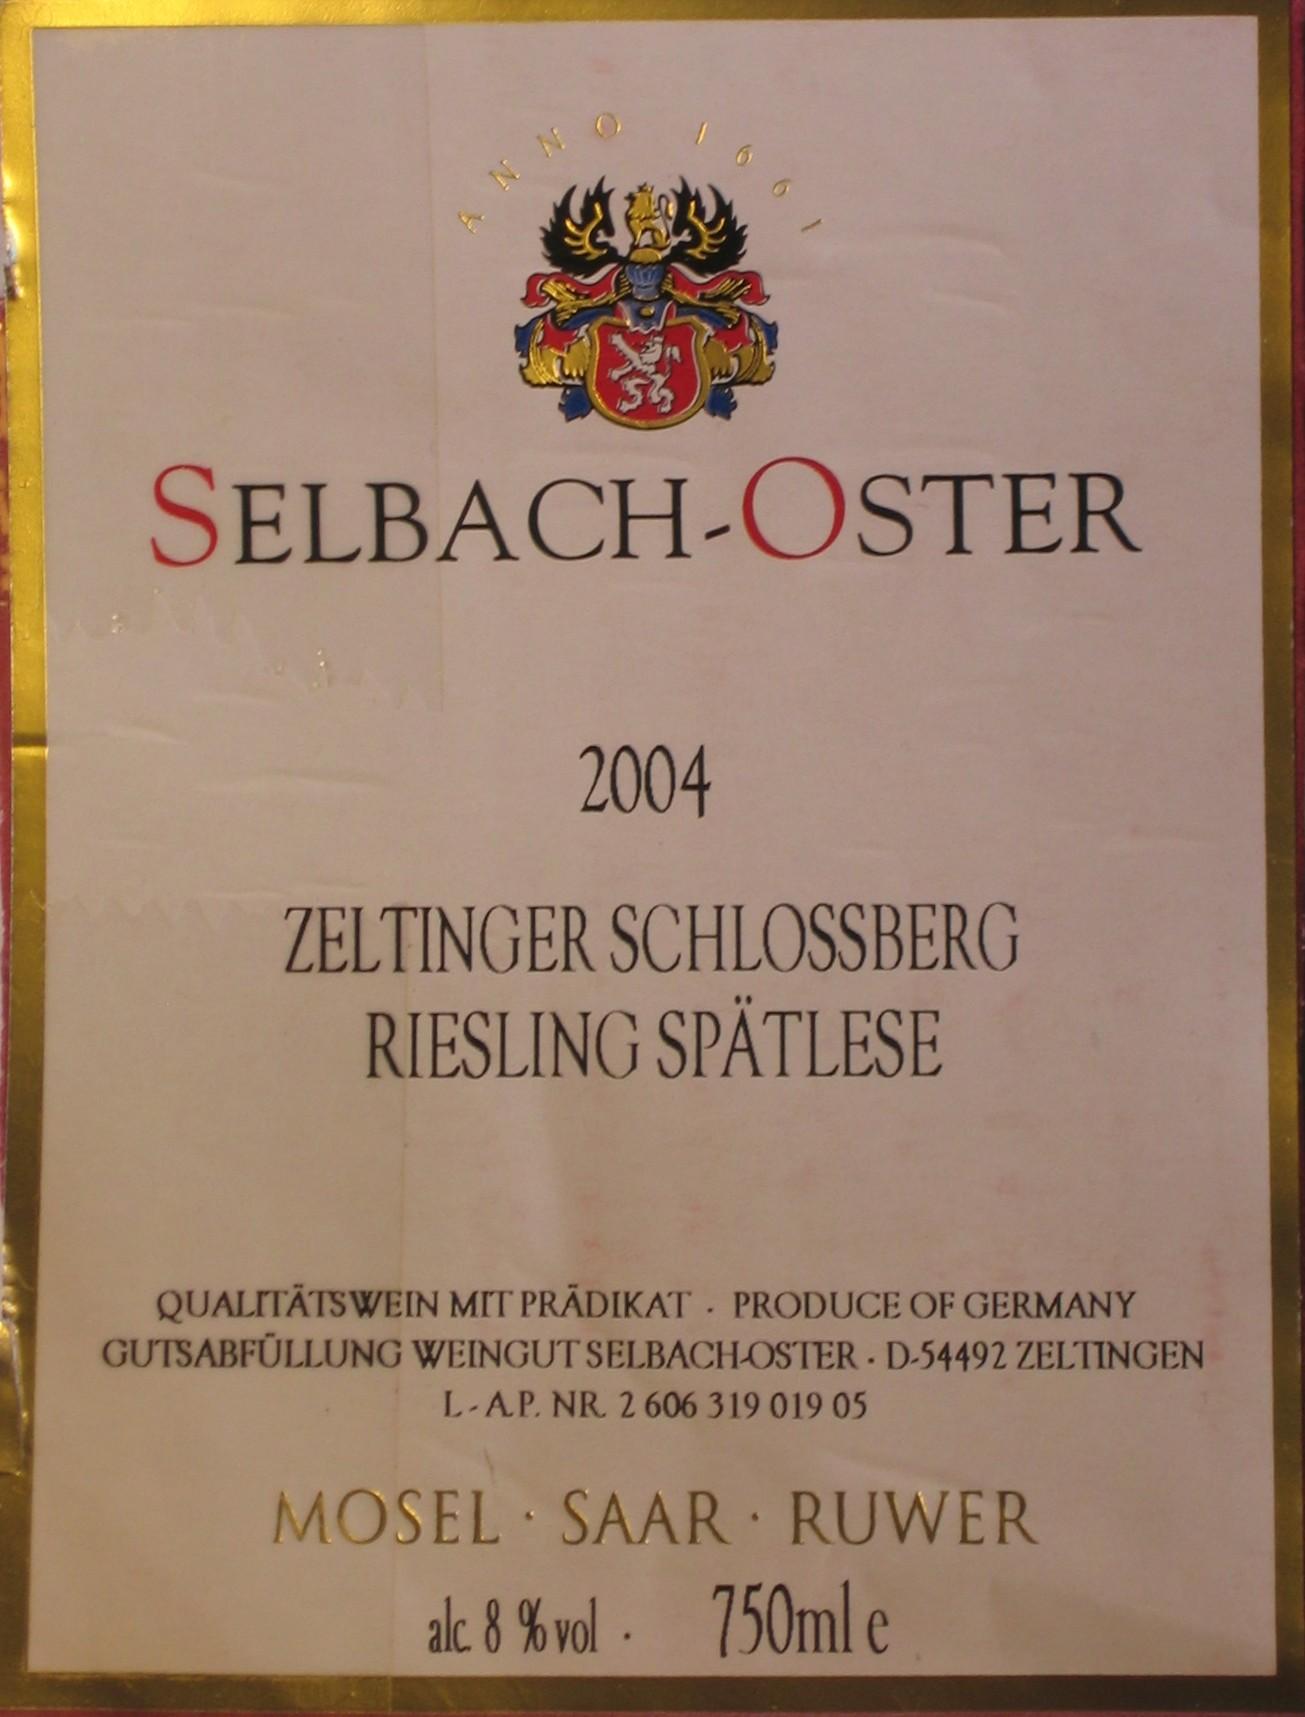 ANNO 1661
SELBACH-OSTER
2004
ZELTINGER SCHLOSSBERG
RIESLING SPÄTLESE
QUALITÄTSWEIN MIT PRÄDIKAT · PRODUCE OF GERMANY
GUTSABFÜLLUNG WEINGUT SELBACH-OSTER · D-54492 ZELTINGEN
L - A.P. NR. 2 606 319 019 05
MOSEL · SAAR · RUWER
alc. 8 % vol · 750ml e